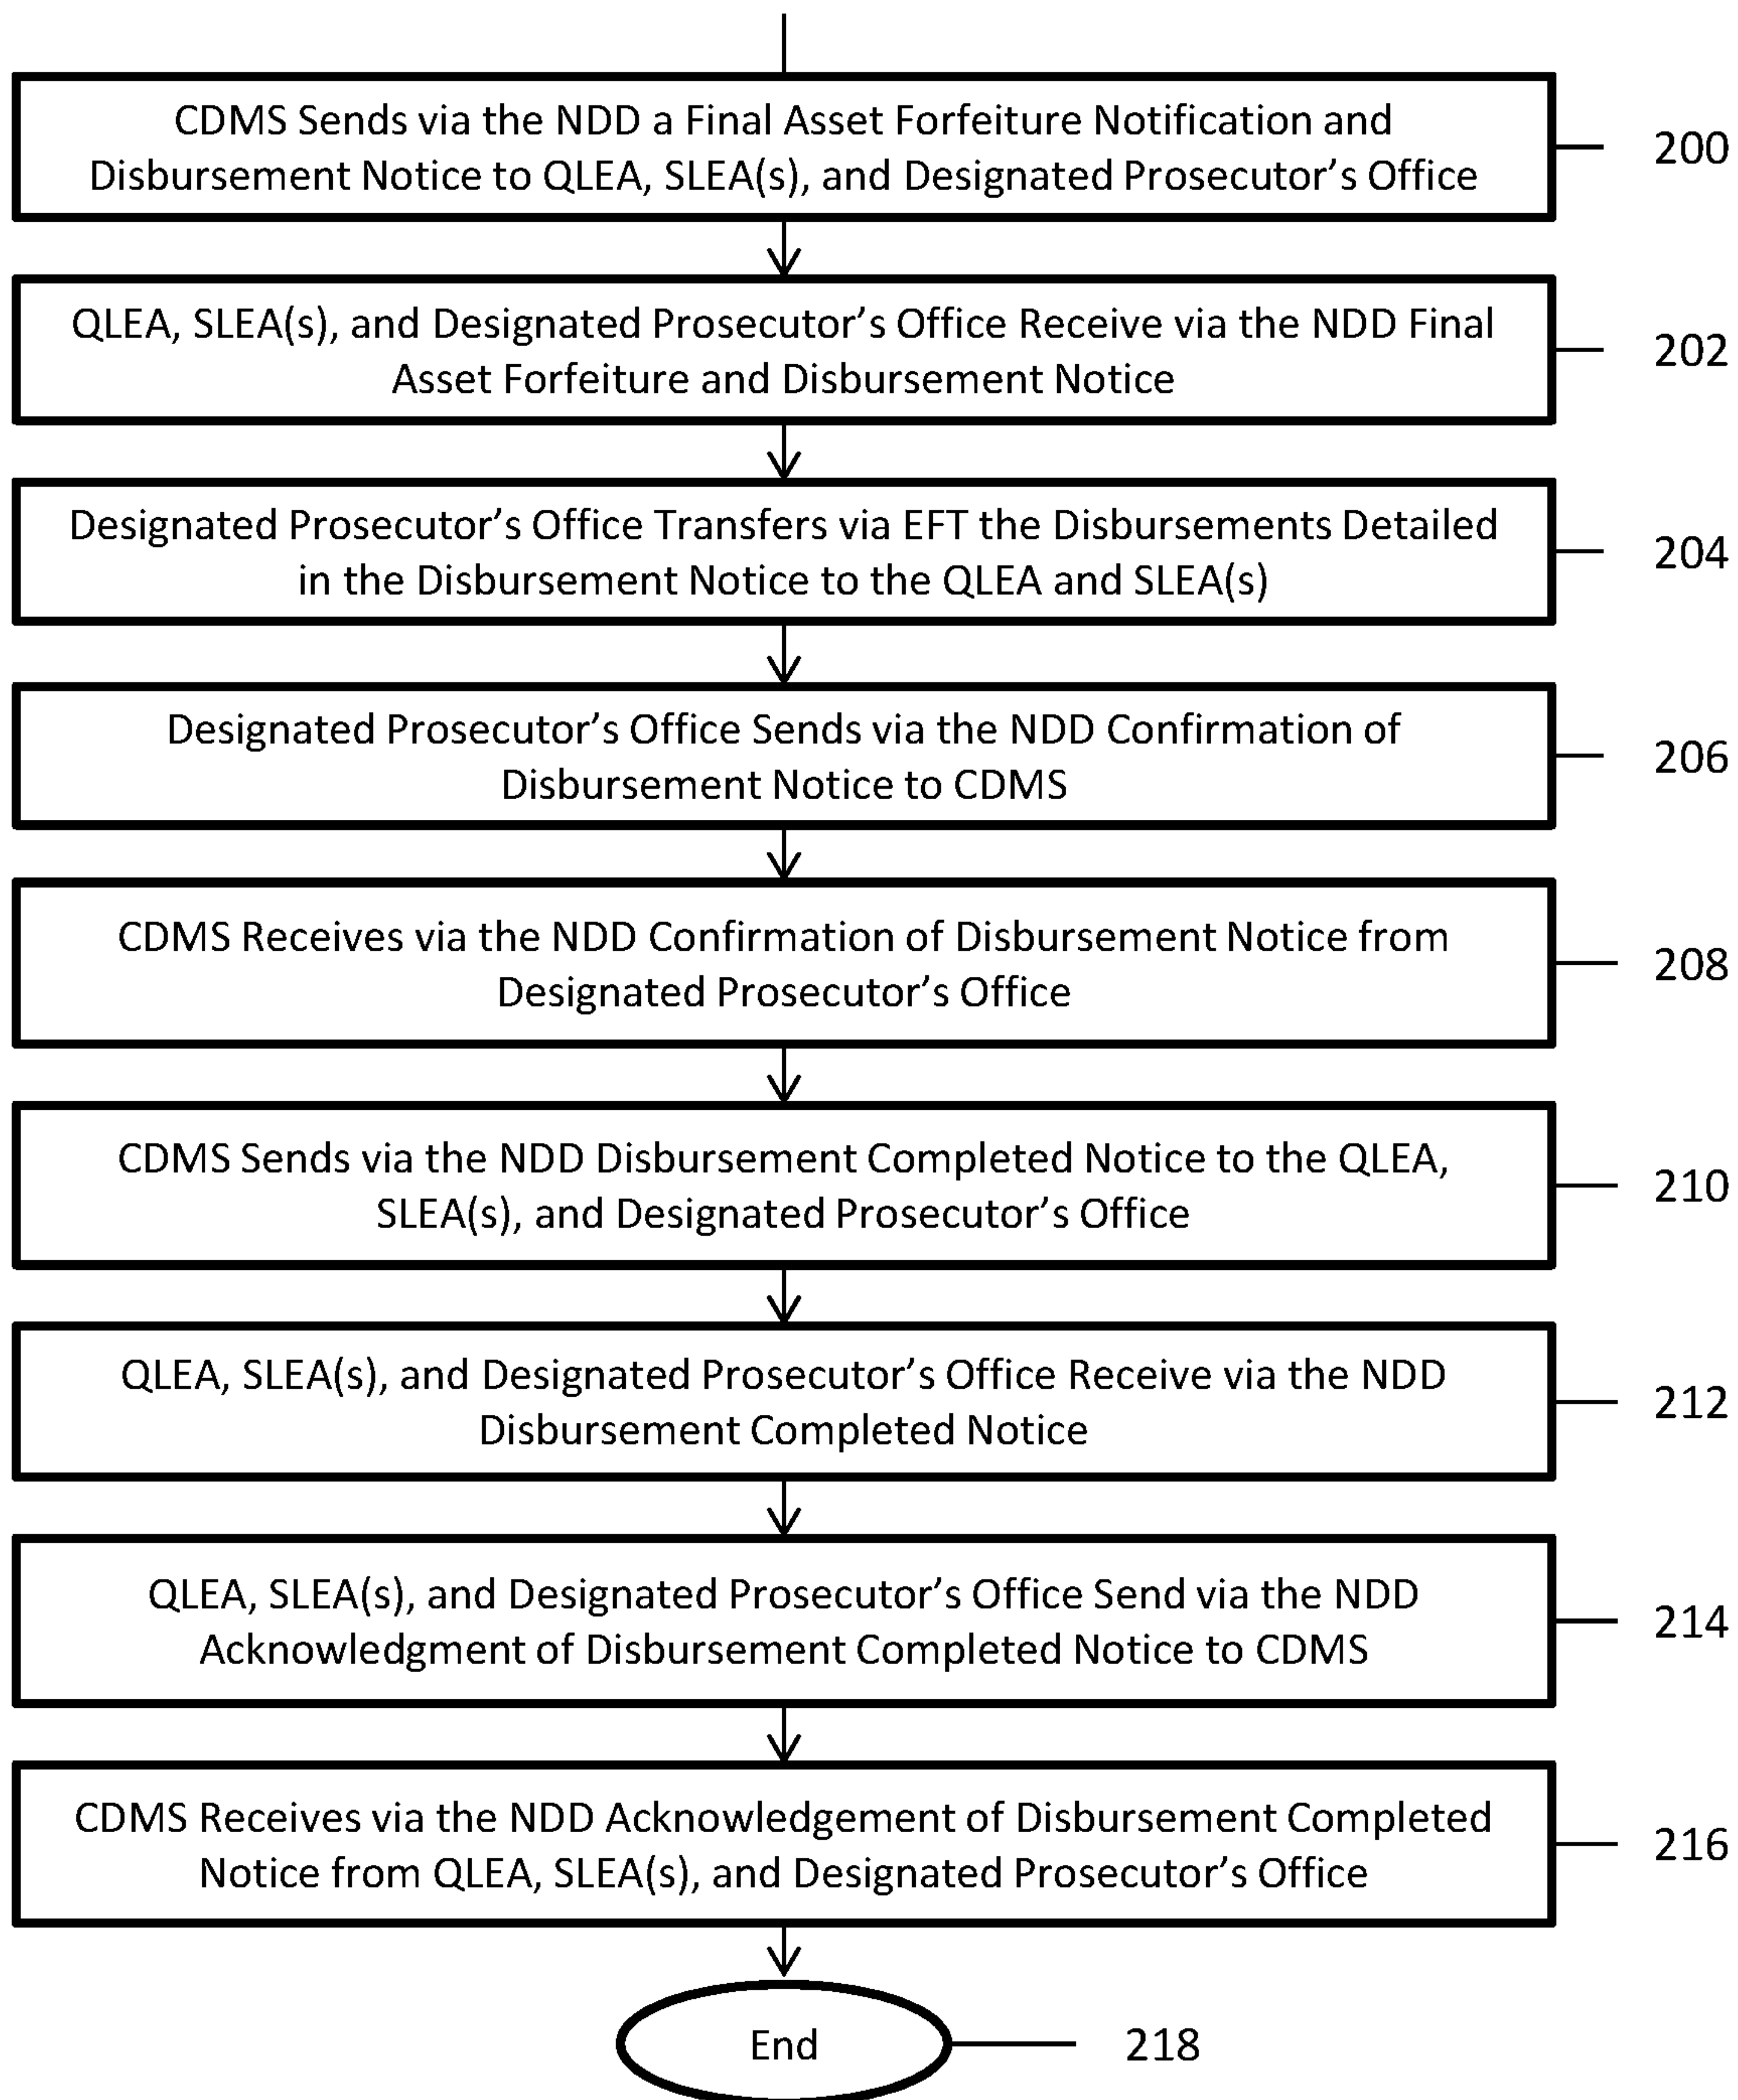 CDMS Sends via the NDD a Final Asset Forfeiture Notification and
Disbursement Notice to QLEA, SLEA(s), and Designated Prosecutor's Office
200
QLEA, SLEA(s), and Designated Prosecutor's Office Receive via the NDD Final
Asset Forfeiture and Disbursement Notice
202
Designated Prosecutor's Office Transfers via EFT the Disbursements Detailed
in the Disbursement Notice to the QLEA and SLEA(s)
204
Designated Prosecutor's Office Sends via the NDD Confirmation of
Disbursement Notice to CDMS
206
CDMS Receives via the NDD Confirmation of Disbursement Notice from
Designated Prosecutor's Office
208
CDMS Sends via the NDD Disbursement Completed Notice to the QLEA,
SLEA(s), and Designated Prosecutor's Office
210
QLEA, SLEA(s), and Designated Prosecutor's Office Receive via the NDD
Disbursement Completed Notice
212
QLEA, SLEA(s), and Designated Prosecutor's Office Send via the NDD
Acknowledgment of Disbursement Completed Notice to CDMS
214
CDMS Receives via the NDD Acknowledgement of Disbursement Completed
Notice from QLEA, SLEA(s), and Designated Prosecutor's Office
216
End
218